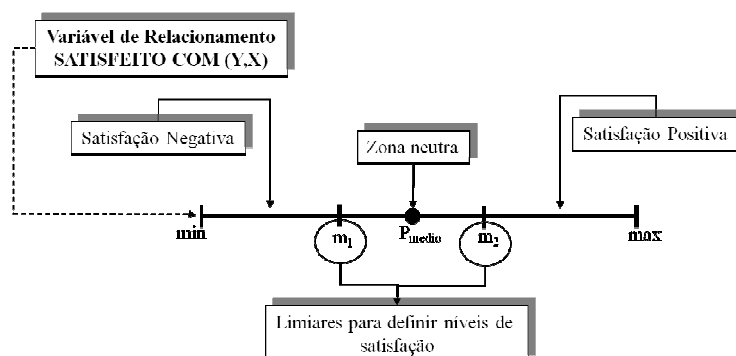 Variável de Relacionamento
SATISFEITO COM (Y,X)
Satisfação Negativa
Zona neutra
Satisfação Positiva
min
m1
Pmedio
m2
max
Limiares para definir níveis de
satisfação